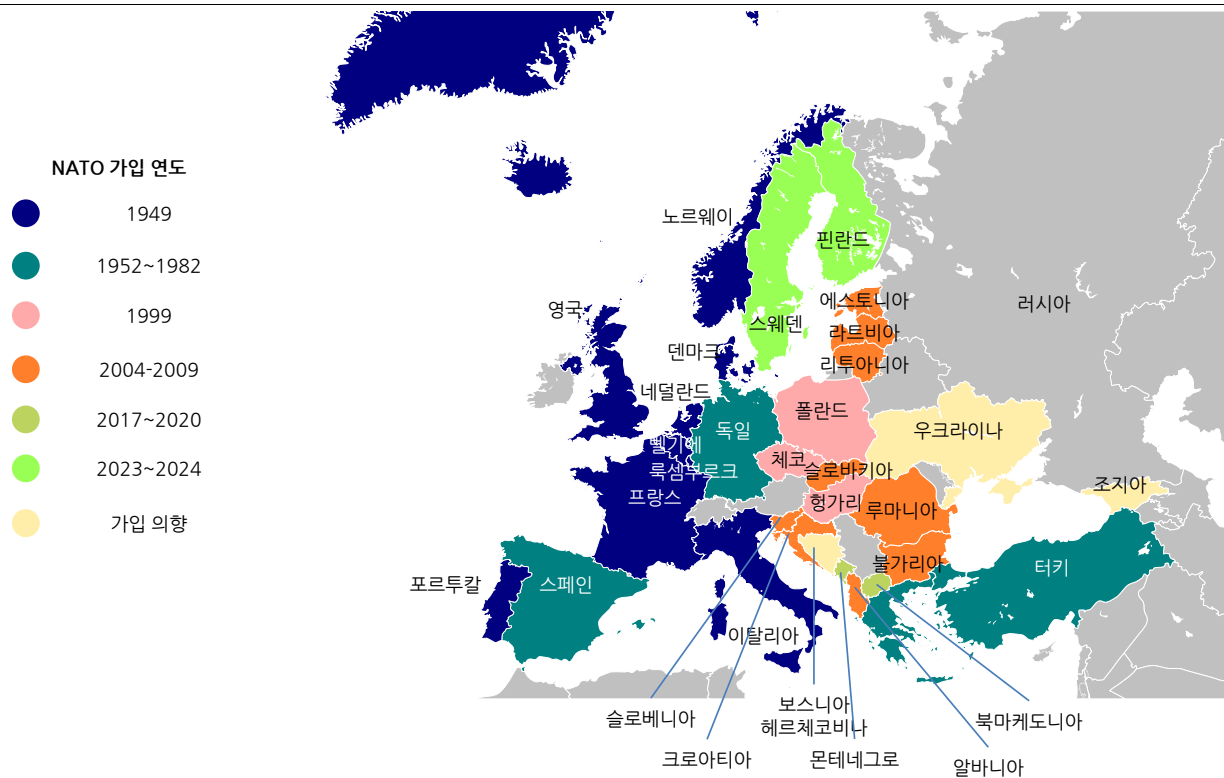 NATO 가입 연도
1949
1952~1982
1999
2004-2009
2017~2020
2023~2024
가입 의향
노르웨이
핀란드
에스토니아
러시아
영국
스웨덴
라트비아
덴마크
리투아니아
네덜란드
폴란드
독일
우크라이나
벨기에
체코
슬로바키아
룩셈부르크
조지아
프랑스
헝가리
루마니아
불가리아
터키
포르투칼
스페인
이탈리아
보스니아
헤르체코비나
슬로베니아
북마케도니아
크로아티아
몬테네그로
알바니아